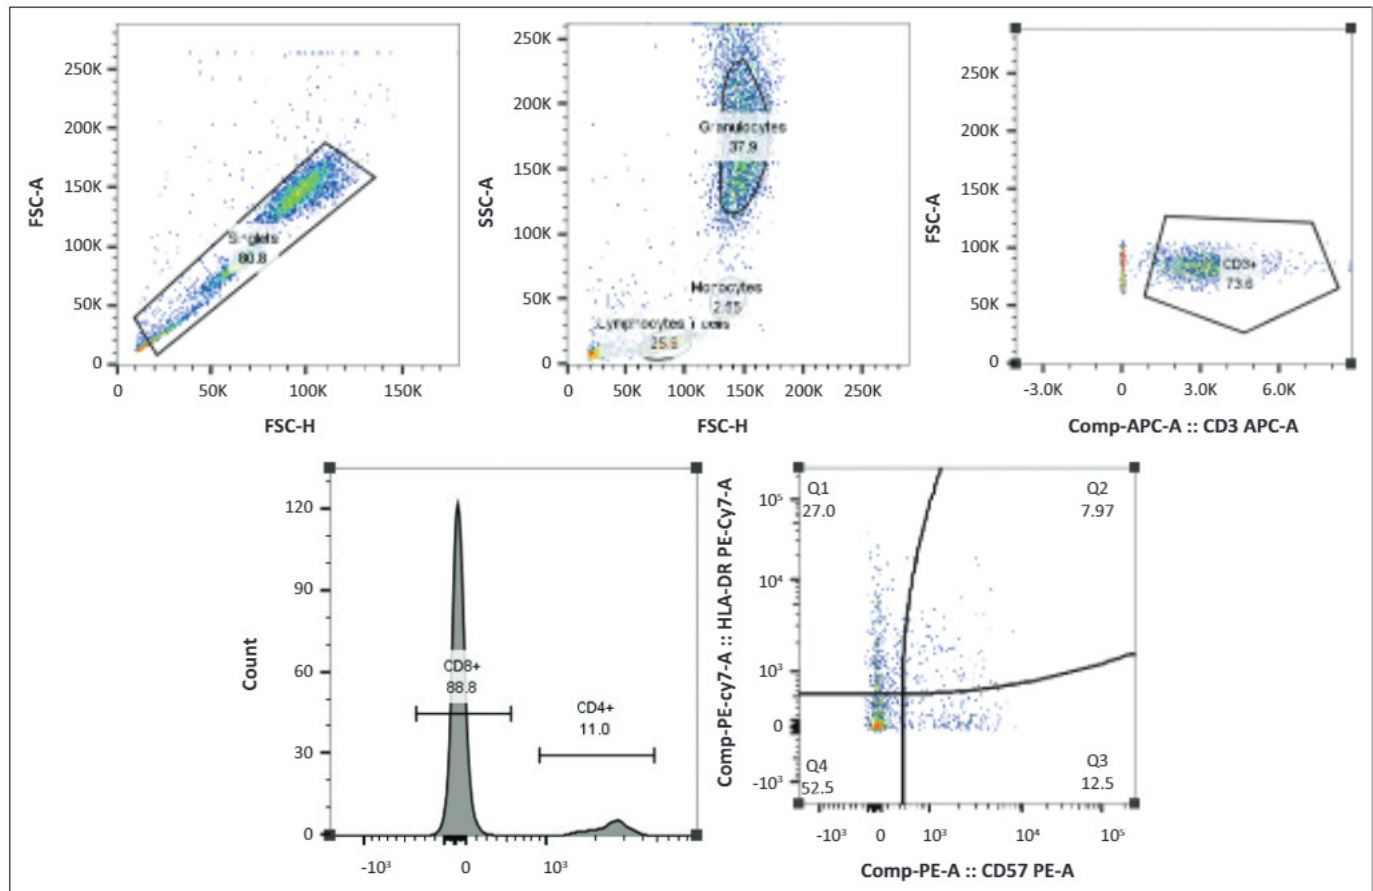 250K
200K
150K
100K
50K
0
FSC-A
Singlets
80.8
0 50K 100K 150K
FSC-H
250K
200K
150K
100K
50K
0
SSC-A
Granulocytes
37.9
Monocytes
2.65
Lymphocytes T cells
25.6
0 50K 100K 150K 200K 250K
FSC-H
250K
200K
150K
100K
50K
0
FSC-A
CD3+
73.6
-3.0K 0 3.0K 6.0K
Comp-APC-A :: CD3 APC-A
120
90
60
30
0
Count
CD8+
88.8
CD4+
11.0
-10³ 0 10³
Q1
27.0
Q2
7.97
Q4
52.5
Q3
12.5
10⁵
10⁴
10³
0
-10³
Comp-PE-cy7-A :: HLA-DR PE-Cy7-A
-10³ 0 10³ 10⁴ 10⁵
Comp-PE-A :: CD57 PE-A